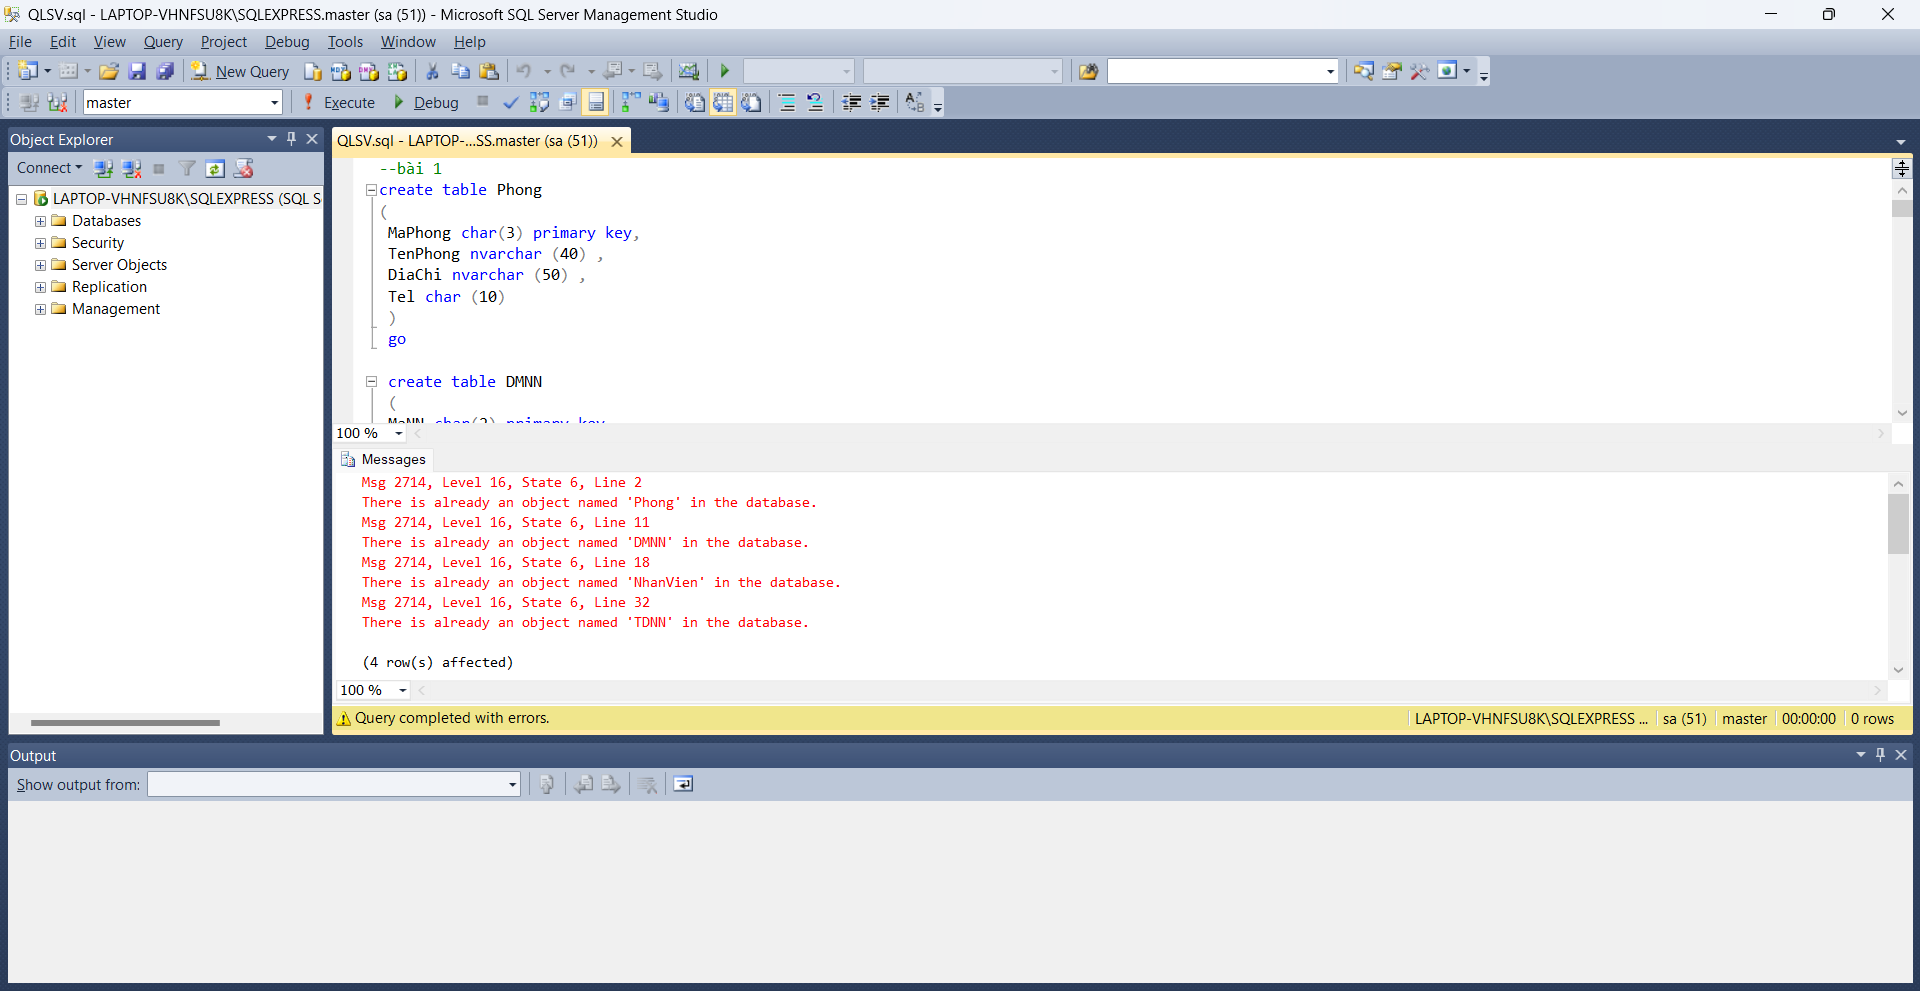 QLSV.sql - LAPTOP-VHNFSU8K\SQLEXPRESS.master (sa (51)) - Microsoft SQL Server Management Studio
File Edit View Query Project Debug Tools Window Help
New Query
master Execute Debug
Object Explorer
Connect
LAPTOP-VHNFSU8K\SQLEXPRESS (SQL S
Databases
Security
Server Objects
Replication
Management
QLSV.sql - LAPTOP-...SS.master (sa (51))
--bài 1
create table Phong
(
MaPhong char(3) primary key,
TenPhong nvarchar (40) ,
DiaChi nvarchar (50) ,
Tel char (10)
)
go
create table DMNN
(
MaNN char(2) primary key
100 %
Messages
Msg 2714, Level 16, State 6, Line 2
There is already an object named 'Phong' in the database.
Msg 2714, Level 16, State 6, Line 11
There is already an object named 'DMNN' in the database.
Msg 2714, Level 16, State 6, Line 18
There is already an object named 'NhanVien' in the database.
Msg 2714, Level 16, State 6, Line 32
There is already an object named 'TDNN' in the database.
(4 row(s) affected)
100 %
Query completed with errors.
LAPTOP-VHNFSU8K\SQLEXPRESS ... sa (51) master 00:00:00 0 rows
Output
Show output from: